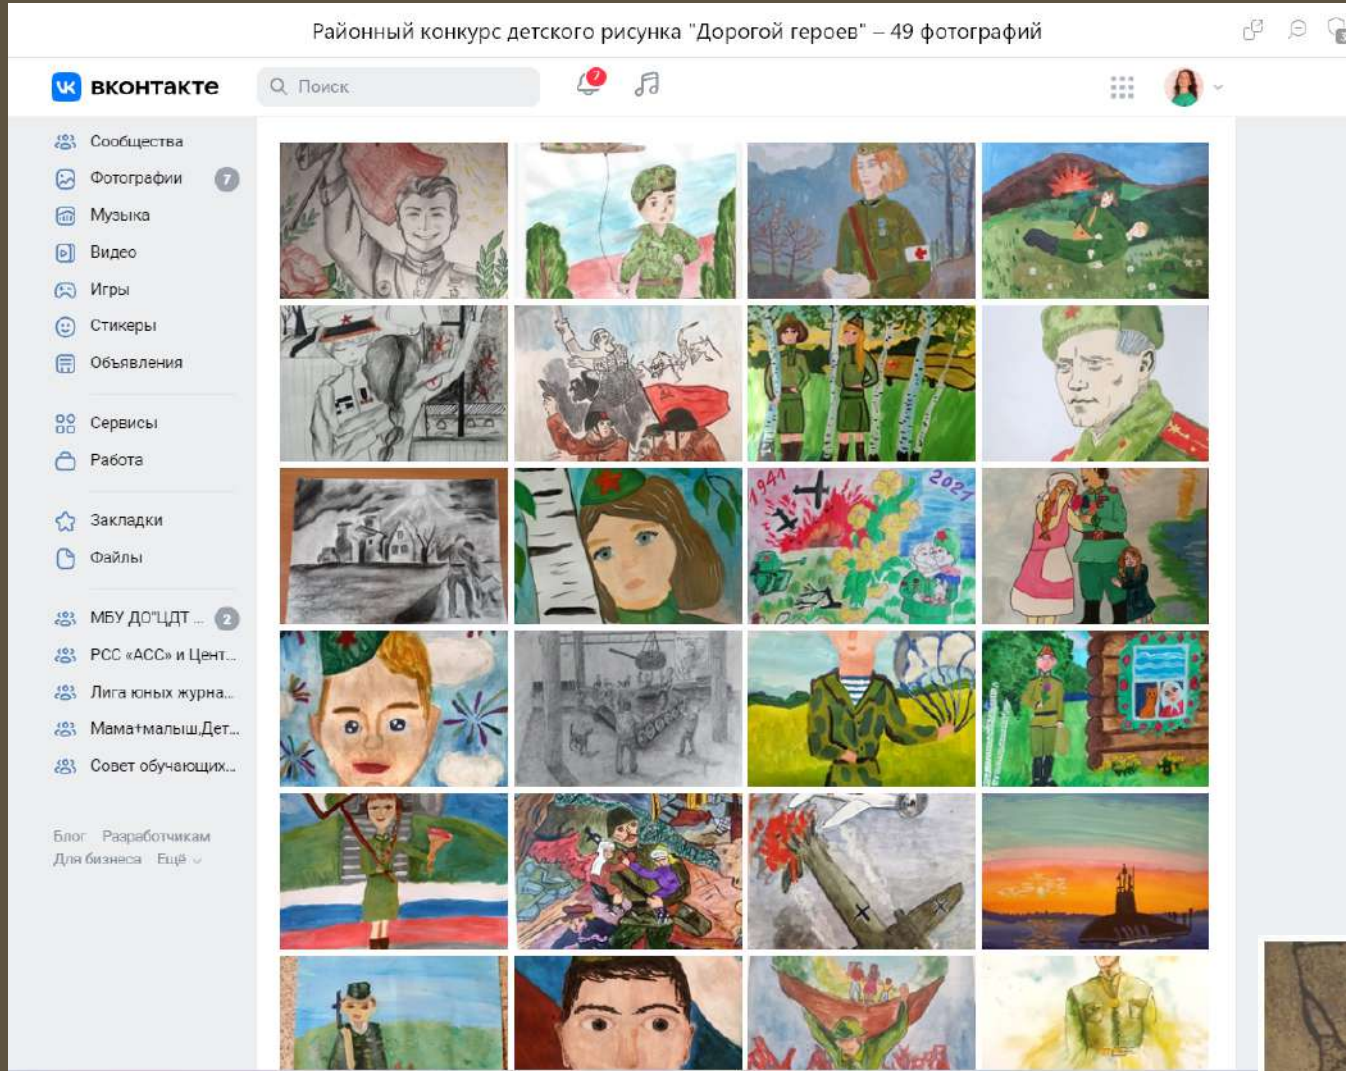 Районный конкурс детского рисунка "Дорогой героев" – 49 фотографий
вконтакте
Поиск
7
Сообщества
Фотографии 7
Музыка
Видео
Игры
Стикеры
Объявления
Сервисы
Работа
Закладки
Файлы
МБУ ДО"ЦДТ ... 2
РСС «АСС» и Цент...
Лига юных журна...
Мама+малыш,Дет...
Совет обучающих...
Блог Разработчикам
Для бизнеса Ещё
1941 2021